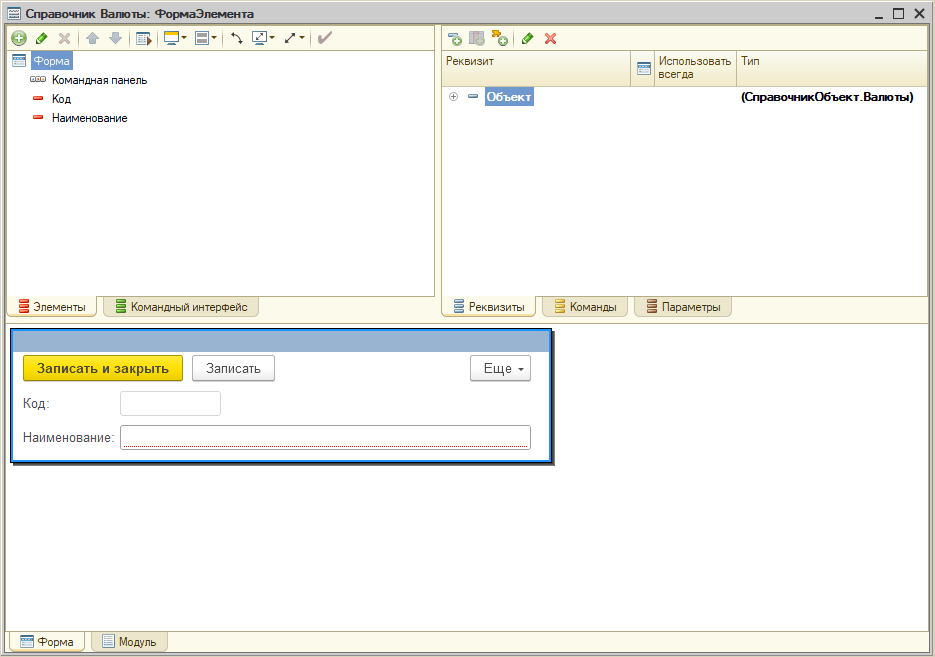 Справочник Валюты: ФормаЭлемента
Форма
Командная панель
Код
Наименование
Элементы
Командный интерфейс
Реквизит
Использовать всегда
Тип
Объект
(СправочникОбъект.Валюты)
Реквизиты
Команды
Параметры
Записать и закрыть
Записать
Еще
Код:
Наименование:
Форма
Модуль